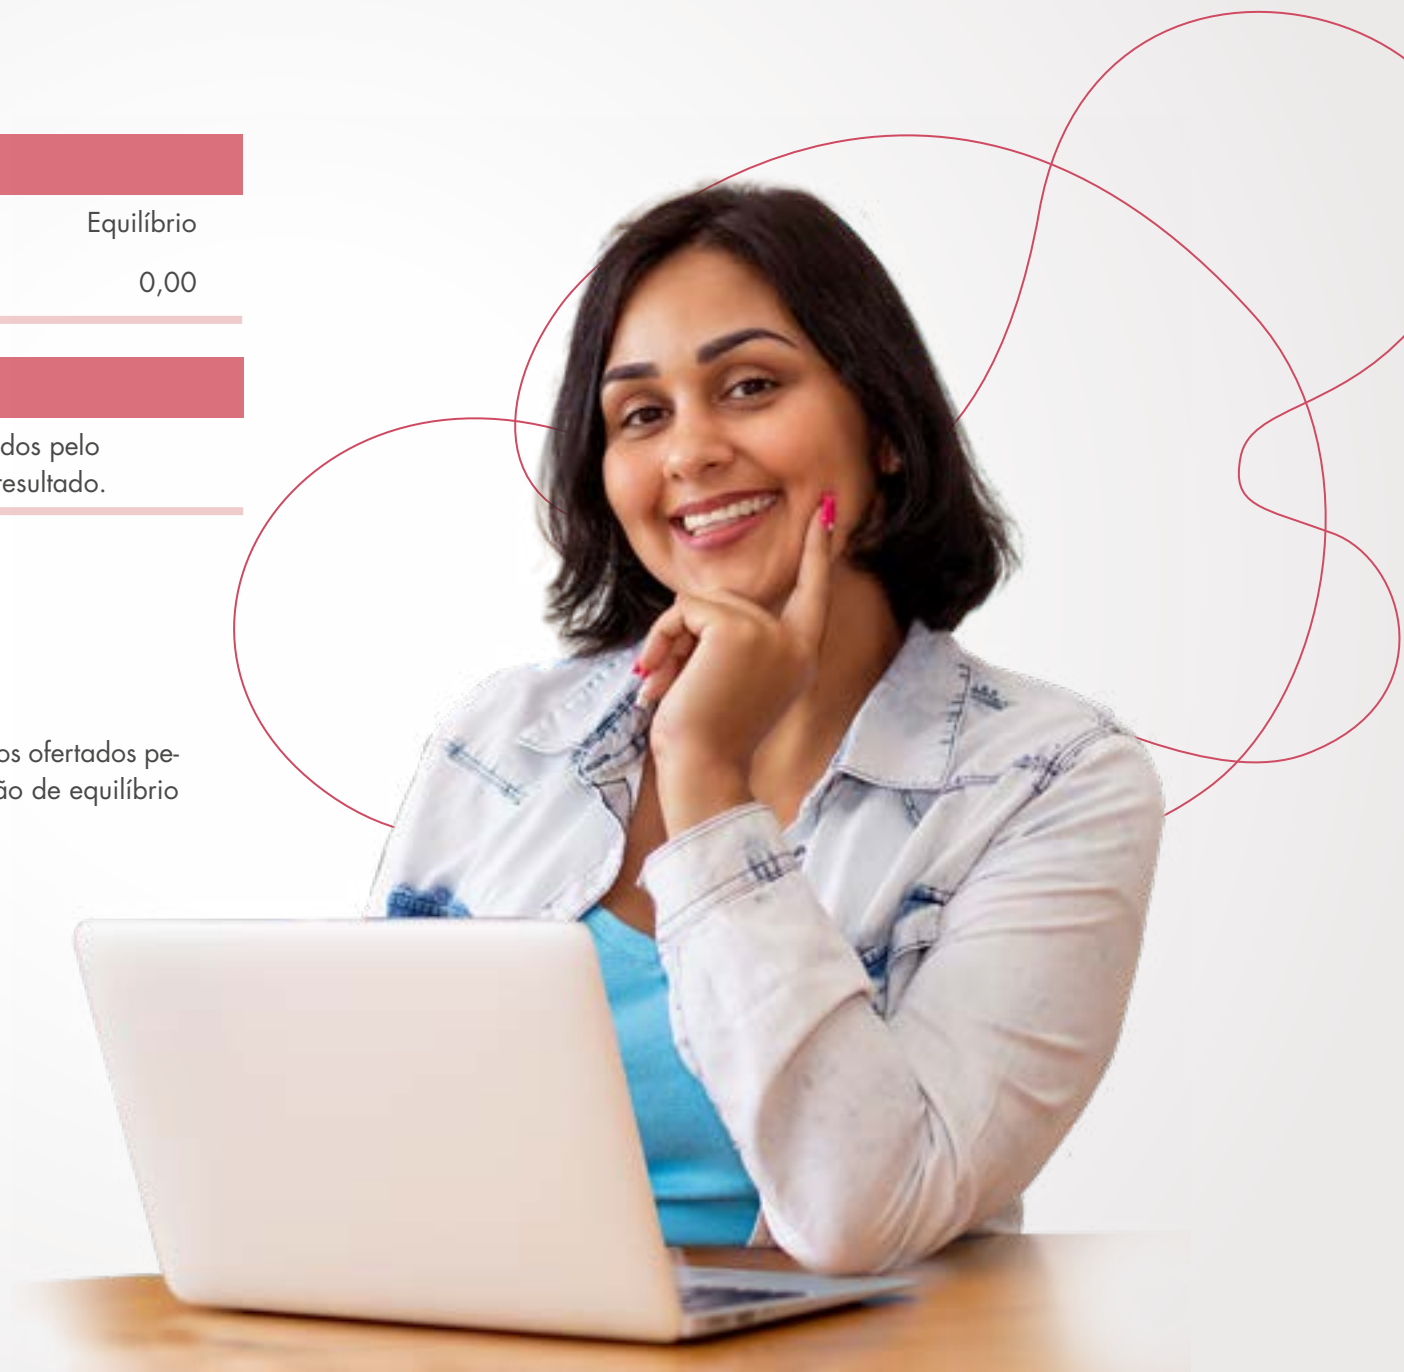 Equilíbrio
0,00
dos pelo
resultado.
os ofertados pe-
ão de equilíbrio